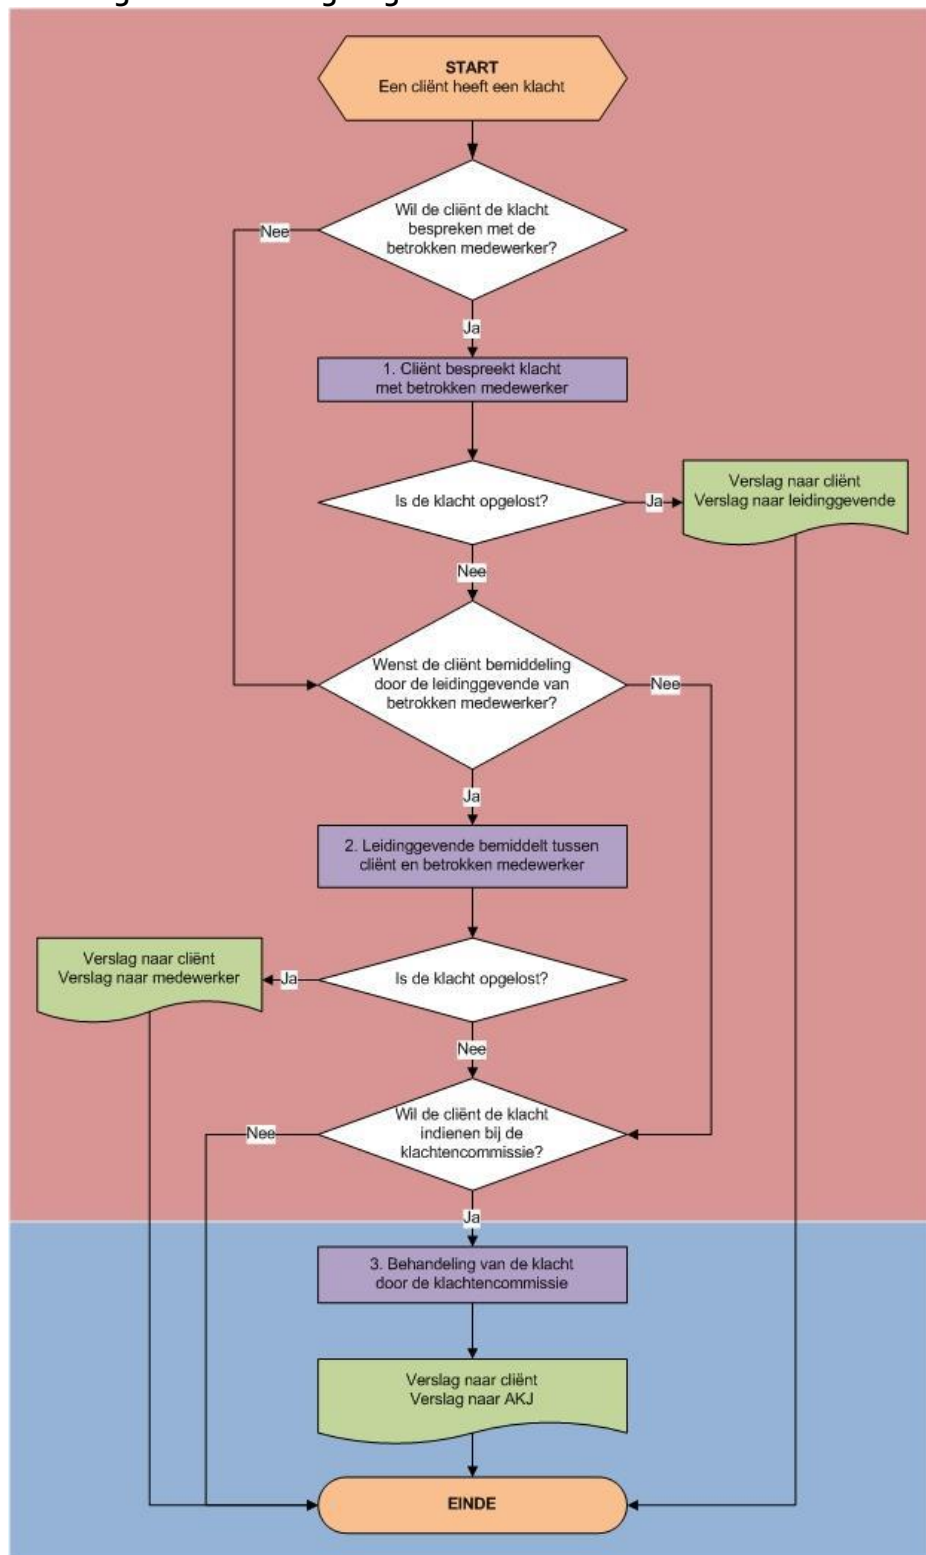 START
Een cliënt heeft een klacht
Wil de cliënt de klacht
bespreken met de
betrokken medewerker?
Nee
Ja
1. Cliënt bespreekt klacht
met betrokken medewerker
Is de klacht opgelost?
Ja
Verslag naar cliënt
Verslag naar leidinggevende
Nee
Wenst de cliënt bemiddeling
door de leidinggevende van
betrokken medewerker?
Nee
Ja
2. Leidinggevende bemiddelt tussen
cliënt en betrokken medewerker
Verslag naar cliënt
Verslag naar medewerker
Ja
Is de klacht opgelost?
Nee
Wil de cliënt de klacht
indienen bij de
klachtencommissie?
Nee
Ja
3. Behandeling van de klacht
door de klachtencommissie
Verslag naar cliënt
Verslag naar AKJ
EINDE